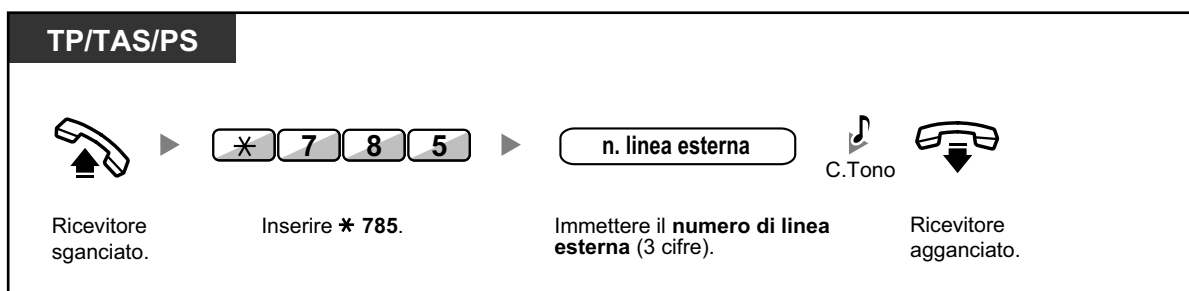 TP/TAS/PS
* 7 8 5
n. linea esterna
C.Tono
Ricevitore
sganciato.
Inserire * 785.
Immettere il numero di linea
esterna (3 cifre).
Ricevitore
agganciato.